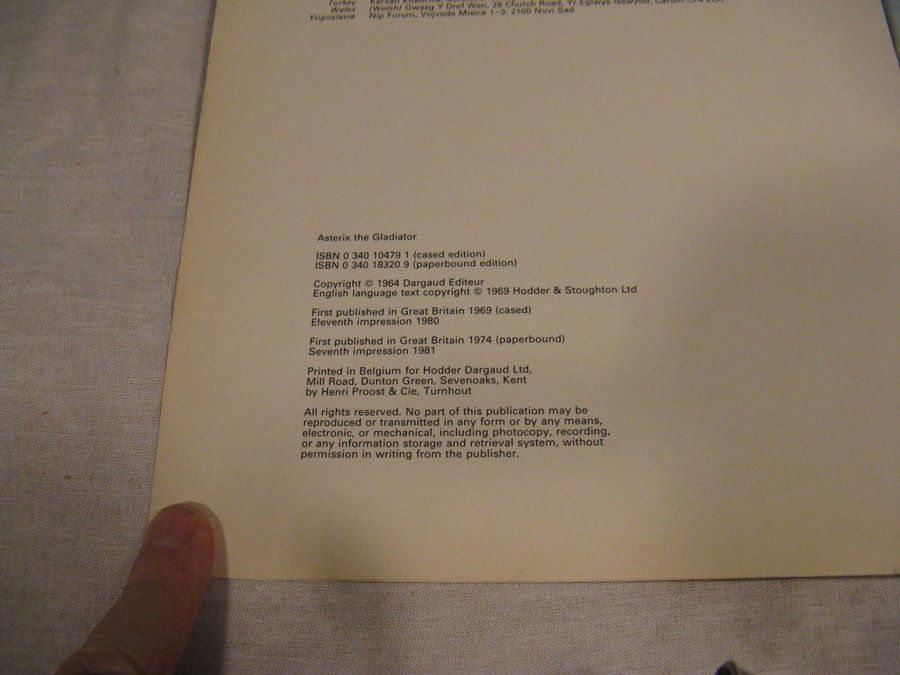 Turkey Kervan
Wales (Welsh) Gwasg Y Dref Wen, 28 Church Road, Yr Eglwys Newydd, Cardiff
Yugoslavia Nip Forum, Vojvode Misica 1-3, 2100 Novi Sad
Asterix the Gladiator
ISBN 0 340 10479 1 (cased edition)
ISBN 0 340 18320 9 (paperbound edition)
Copyright © 1964 Dargaud Editeur
English language text copyright © 1969 Hodder & Stoughton Ltd
First published in Great Britain 1969 (cased)
Eleventh impression 1980
First published in Great Britain 1974 (paperbound)
Seventh impression 1981
Printed in Belgium for Hodder Dargaud Ltd,
Mill Road, Dunton Green, Sevenoaks, Kent
by Henri Proost & Cie, Turnhout
All rights reserved. No part of this publication may be
reproduced or transmitted in any form or by any means,
electronic, or mechanical, including photocopy, recording,
or any information storage and retrieval system, without
permission in writing from the publisher.